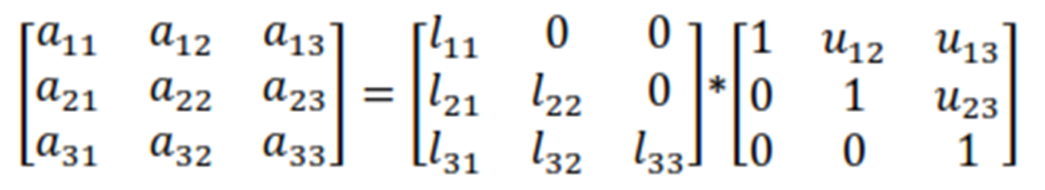 [a₁₁ a₁₂ a₁₃] = [l₁₁ 0 0] * [1 u₁₂ u₁₃]
[a₂₁ a₂₂ a₂₃] = [l₂₁ l₂₂ 0] * [0 1 u₂₃]
[a₃₁ a₃₂ a₃₃] = [l₃₁ l₃₂ l₃₃] * [0 0 1]